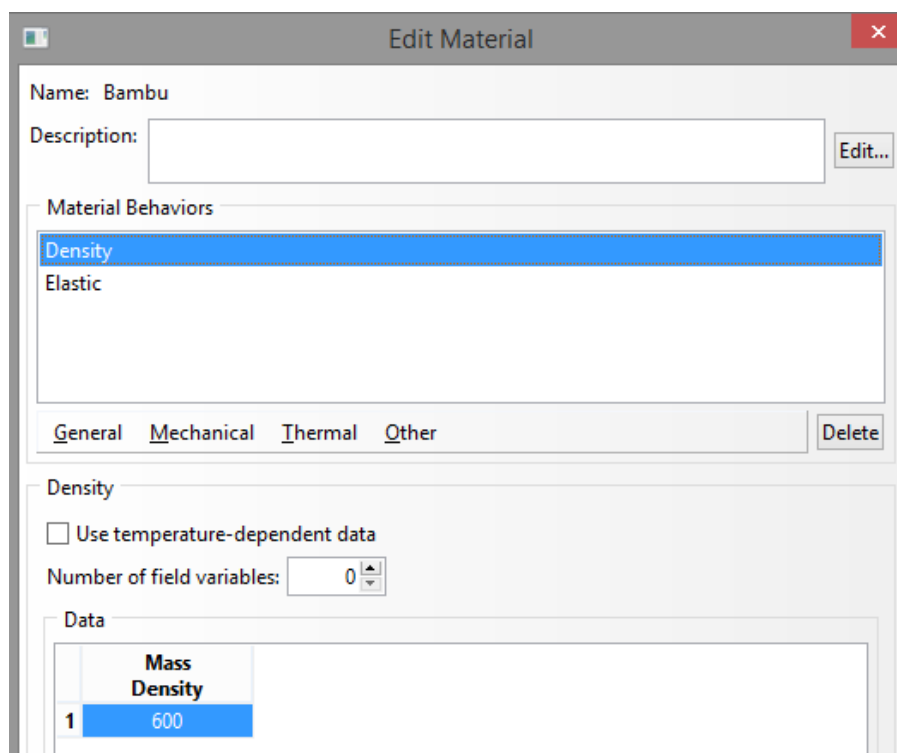 Edit Material
Name: Bambu
Description:
Edit...
Material Behaviors
Density
Elastic
General Mechanical Thermal Other Delete
Density
Use temperature-dependent data
Number of field variables: 0
Data
Mass
Density
1 600